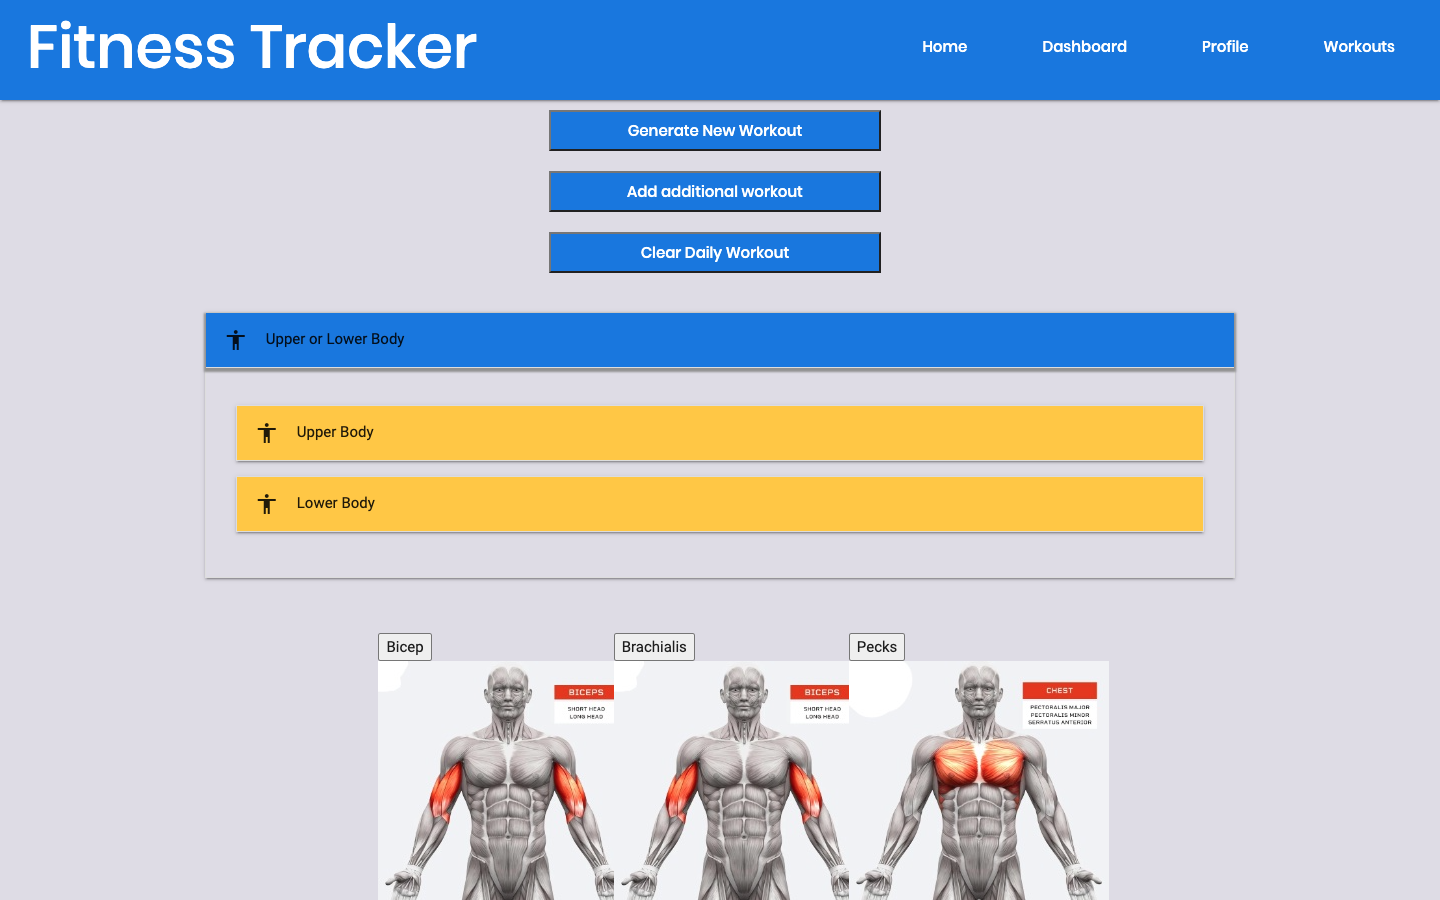 Fitness Tracker
Home Dashboard Profile Workouts
Generate New Workout
Add additional workout
Clear Daily Workout
Upper or Lower Body
Upper Body
Lower Body
Bicep Brachialis Pecks
BICEPS
SHORT HEAD
LONG HEAD
BICEPS
SHORT HEAD
LONG HEAD
CHEST
PECTORALIS MAJOR
PECTORALIS MINOR
SERRATUS ANTERIOR